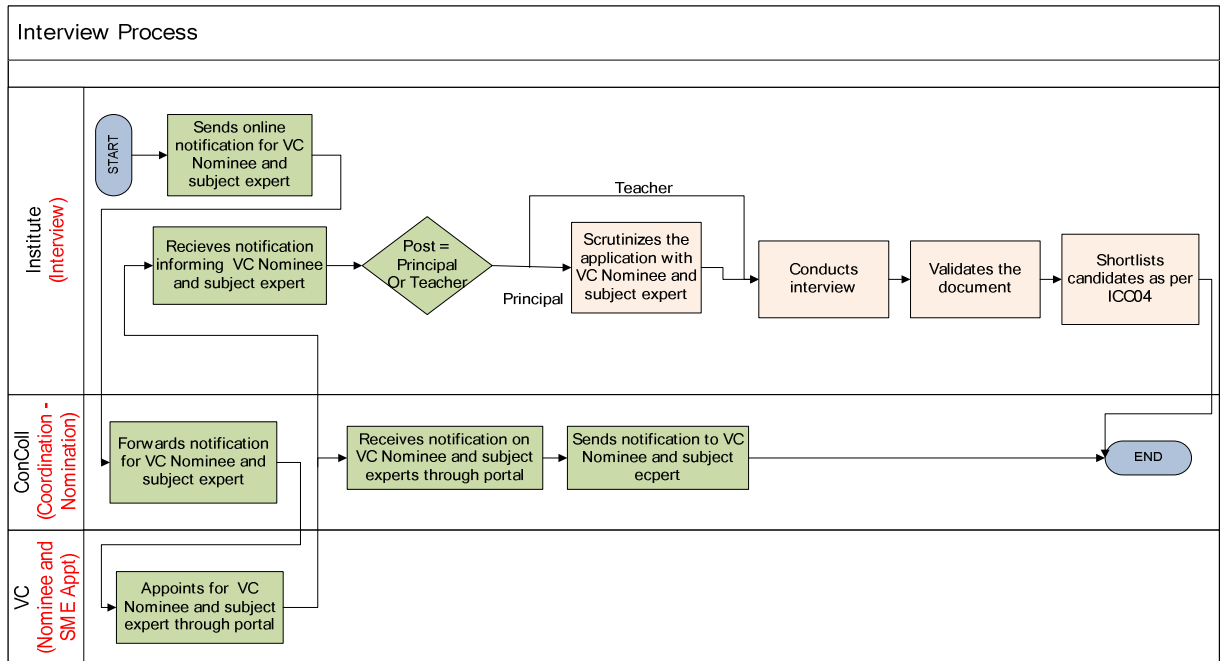 Interview Process
Institute
(Interview)
START
Sends online
notification for VC
Nominee and
subject expert
Recieves notification
informing VC Nominee
and subject expert
Post =
Principal
Or Teacher
Teacher
Principal
Scrutinizes the
application with
VC Nominee and
subject expert
Conducts
interview
Validates the
document
Shortlists
candidates as per
ICC04
ConColl
(Coordination -
Nomination)
Forwards notification
for VC Nominee and
subject expert
Receives notification on
VC Nominee and subject
experts through portal
Sends notification to VC
Nominee and subject
ecpert
END
VC
(Nominee and
SME Appt)
Appoints for VC
Nominee and subject
expert through portal